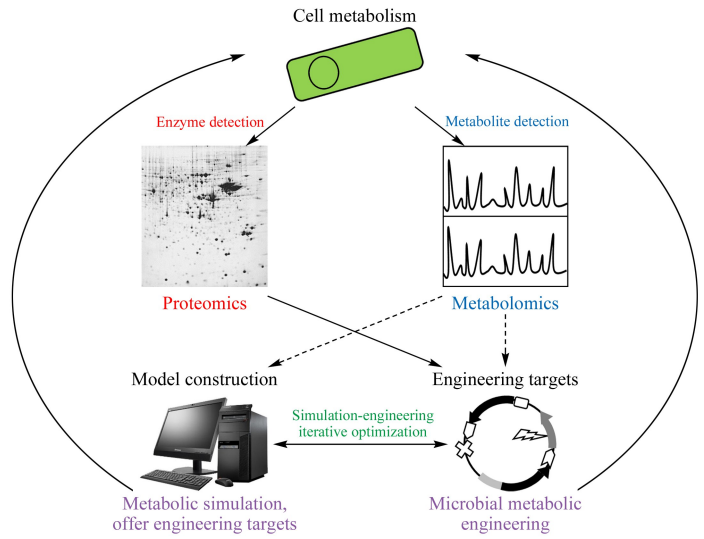 Cell metabolism
Enzyme detection
Metabolite detection
Proteomics
Metabolomics
Model construction
Engineering targets
Simulation-engineering
iterative optimization
Metabolic simulation,
offer engineering targets
Microbial metabolic
engineering